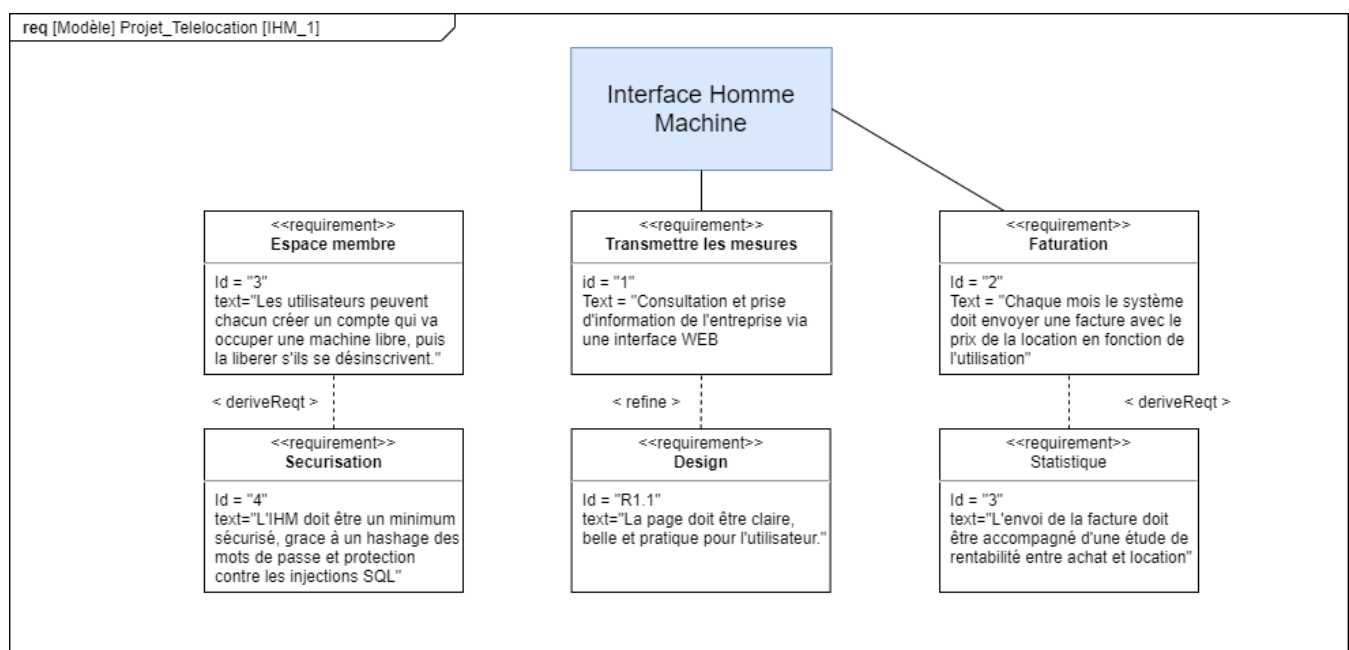 req [Modèle] Projet_Telelocation [IHM_1]
Interface Homme
Machine
<<requirement>>
Espace membre
Id = "3"
text="Les utilisateurs peuvent
chacun créer un compte qui va
occuper une machine libre, puis
la liberer s'ils se désinscrivent."
<<requirement>>
Transmettre les mesures
id = "1"
Text = "Consultation et prise
d'information de l'entreprise via
une interface WEB
<<requirement>>
Faturation
Id = "2"
Text = "Chaque mois le système
doit envoyer une facture avec le
prix de la location en fonction de
l'utilisation"
< deriveReqt >
< refine >
< deriveReqt >
<<requirement>>
Securisation
Id = "4"
text="L'IHM doit être un minimum
sécurisé, grace à un hashage des
mots de passe et protection
contre les injections SQL"
<<requirement>>
Design
Id = "R1.1"
text="La page doit être claire,
belle et pratique pour l'utilisateur."
<<requirement>>
Statistique
Id = "3"
text="L'envoi de la facture doit
être accompagné d'une étude de
rentabilité entre achat et location"